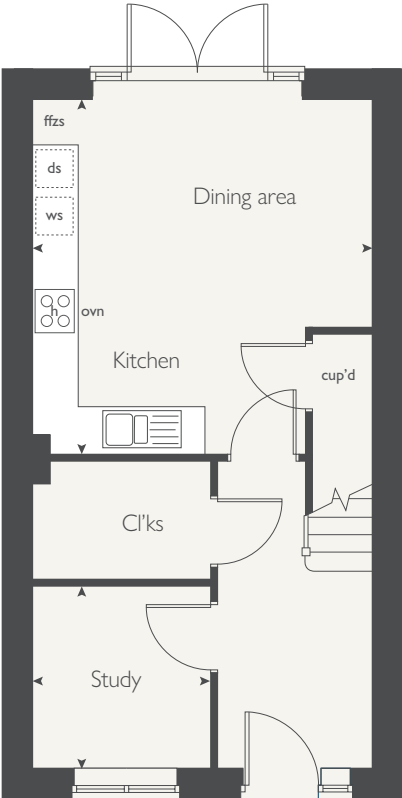 ffzs
ds
Dining area
ws
h
ovn
Kitchen
cup'd
Cl'ks
Study